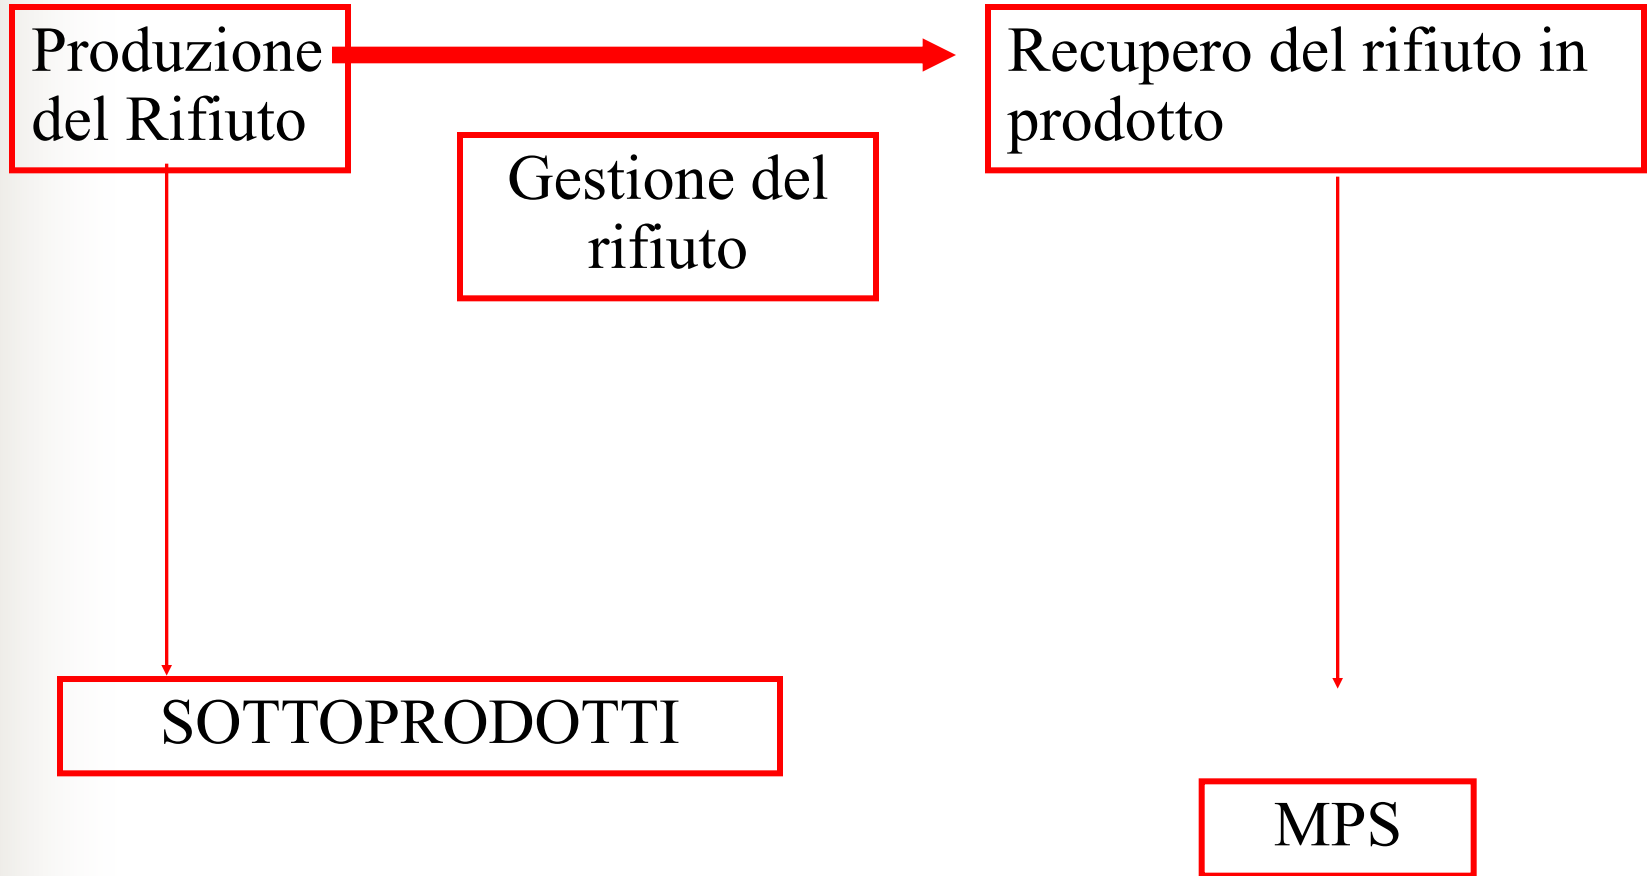 Produzione
del Rifiuto
Recupero del rifiuto in
prodotto
Gestione del
rifiuto
SOTTOPRODOTTI
MPS